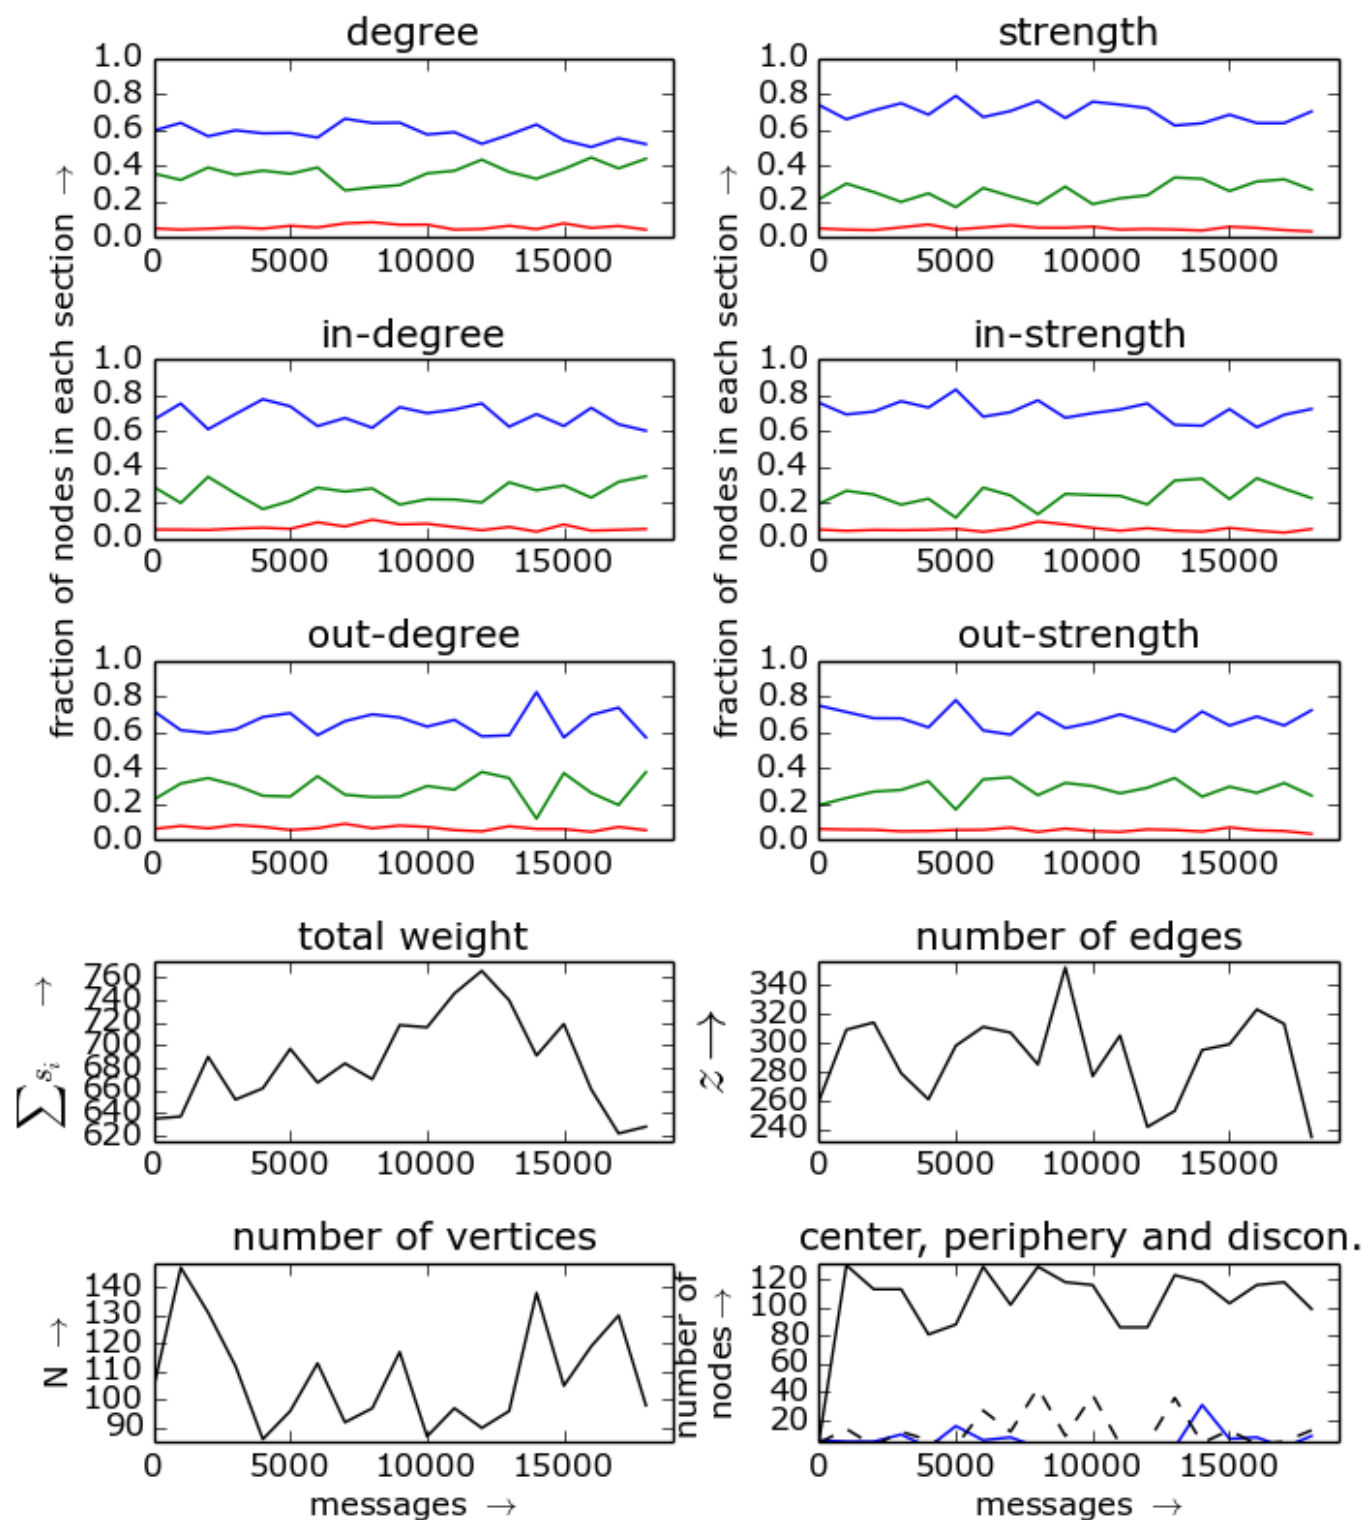 degree
1.0
0.8
0.6
0.4
0.2
0.0
0 5000 10000 15000
strength
1.0
0.8
0.6
0.4
0.2
0.0
0 5000 10000 15000
fraction of nodes in each section →
fraction of nodes in each section →
in-degree
1.0
0.8
0.6
0.4
0.2
0.0
0 5000 10000 15000
in-strength
1.0
0.8
0.6
0.4
0.2
0.0
0 5000 10000 15000
out-degree
1.0
0.8
0.6
0.4
0.2
0.0
0 5000 10000 15000
out-strength
1.0
0.8
0.6
0.4
0.2
0.0
0 5000 10000 15000
total weight
∑ s_i →
760
740
720
700
680
660
640
620
0 5000 10000 15000
number of edges
z →
340
320
300
280
260
240
0 5000 10000 15000
number of vertices
N →
140
130
120
110
100
90
0 5000 10000 15000
messages →
center, periphery and discon.
number of
nodes →
120
100
80
60
40
20
0 5000 10000 15000
messages →